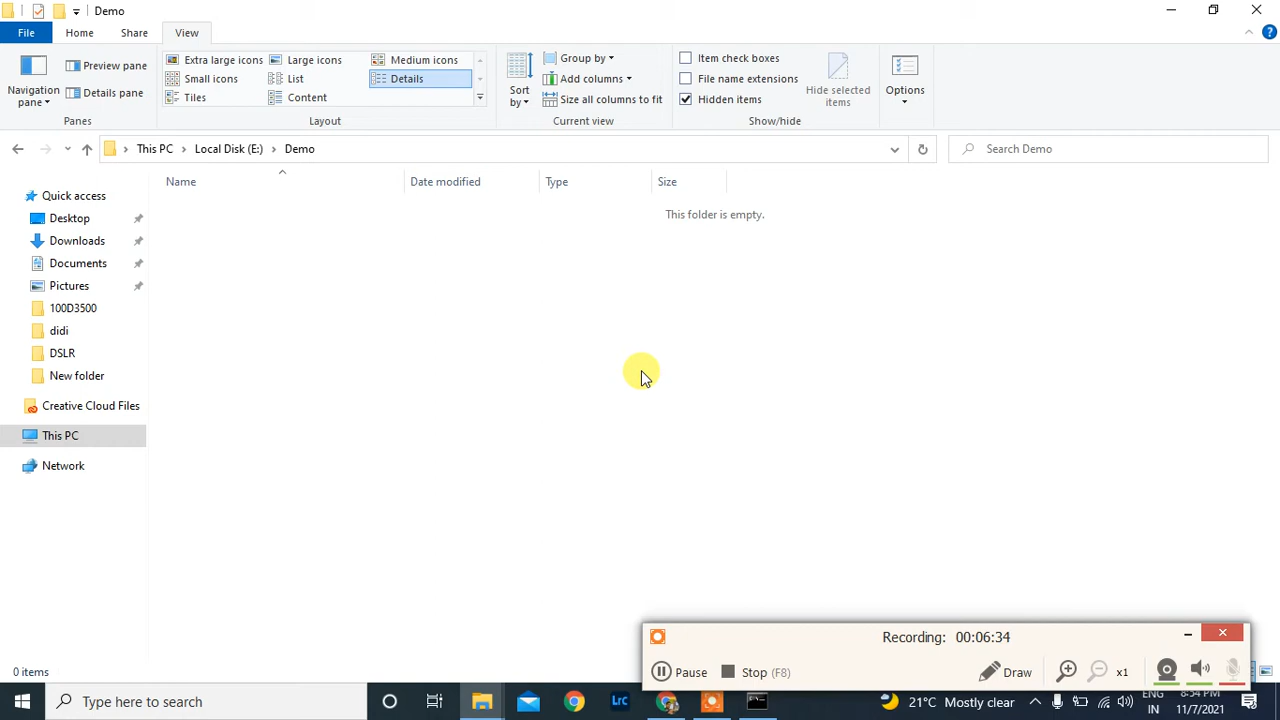 Demo
File Home Share View
Navigation pane
Preview pane
Details pane
Panes
Extra large icons Large icons Medium icons
Small icons List Details
Tiles Content
Layout
Sort by
Group by
Add columns
Size all columns to fit
Current view
Item check boxes
File name extensions
Hidden items
Hide selected items
Show/hide
Options
This PC > Local Disk (E:) > Demo
Search Demo
Name Date modified Type Size
This folder is empty.
Quick access
Desktop
Downloads
Documents
Pictures
100D3500
didi
DSLR
New folder
Creative Cloud Files
This PC
Network
0 items
Recording: 00:06:34
Pause Stop (F8) Draw x1
Type here to search
Lrc
21°C Mostly clear
ENG
IN
8:54 PM
11/7/2021